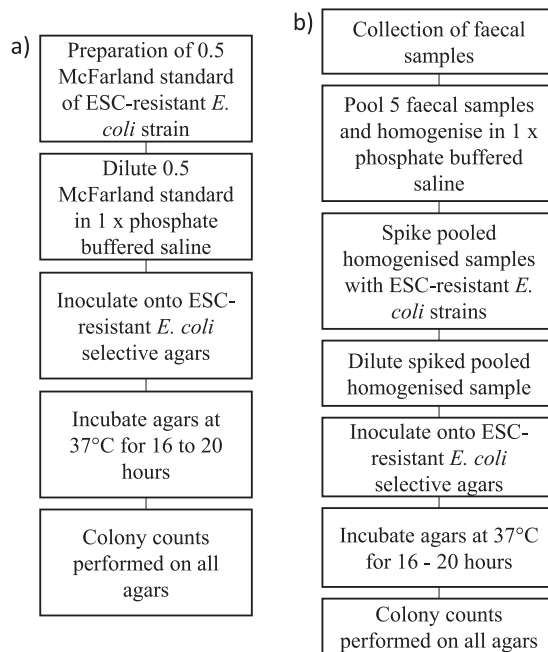 a)
Preparation of 0.5
McFarland standard
of ESC-resistant E.
coli strain
Dilute 0.5
McFarland standard
in 1 x phosphate
buffered saline
Inoculate onto ESC-
resistant E. coli
selective agars
Incubate agars at
37°C for 16 to 20
hours
Colony counts
performed on all
agars
b)
Collection of faecal
samples
Pool 5 faecal samples
and homogenise in 1 x
phosphate buffered
saline
Spike pooled
homogenised samples
with ESC-resistant E.
coli strains
Dilute spiked pooled
homogenised sample
Inoculate onto ESC-
resistant E. coli
selective agars
Incubate agars at 37°C
for 16 - 20 hours
Colony counts
performed on all agars